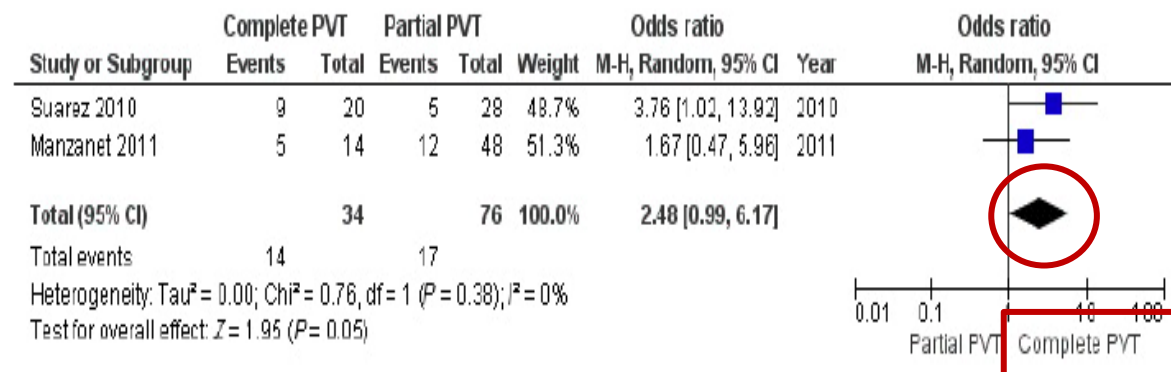 Complete PVT Partial PVT Odds ratio Odds ratio
Study or Subgroup Events Total Events Total Weight M-H, Random, 95% CI Year M-H, Random, 95% CI
Suarez 2010 9 20 5 28 48.7% 3.76 [1.02, 13.92] 2010
Manzanet 2011 5 14 12 48 51.3% 1.67 [0.47, 5.96] 2011
Total (95% CI) 34 76 100.0% 2.48 [0.99, 6.17]
Total events 14 17
Heterogeneity: Tau² = 0.00; Chi² = 0.76, df = 1 (P = 0.38); I² = 0%
Test for overall effect: Z = 1.95 (P = 0.05)
0.01 0.1 1 10 100
Partial PVT Complete PVT